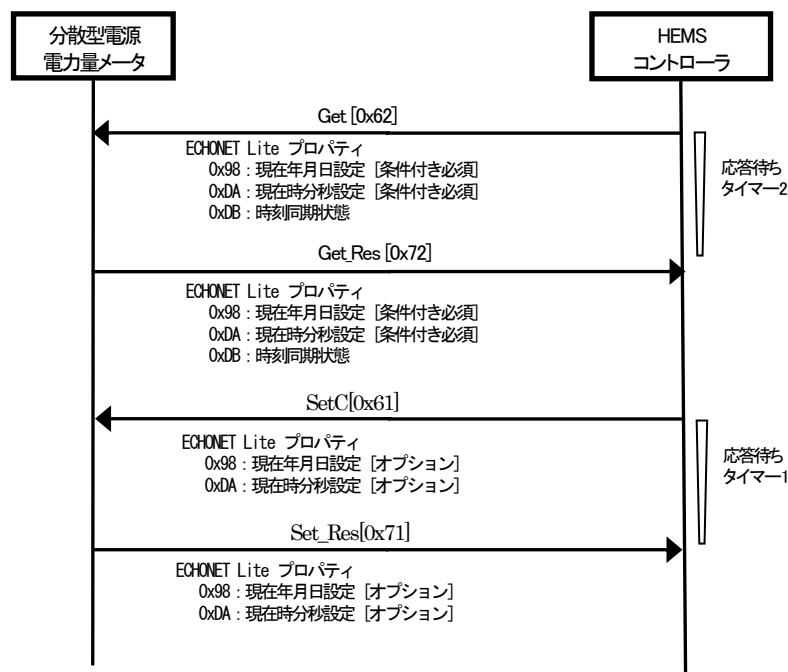 分散型電源
電力量メータ
HEMS
コントローラ
Get [0x62]
ECHONET Lite プロパティ
0x98：現在年月日設定 [条件付き必須]
0xDA：現在時分秒設定 [条件付き必須]
0xDB：時刻同期状態
応答待ち
タイマー2
Get_Res [0x72]
ECHONET Lite プロパティ
0x98：現在年月日設定 [条件付き必須]
0xDA：現在時分秒設定 [条件付き必須]
0xDB：時刻同期状態
SetC[0x61]
ECHONET Lite プロパティ
0x98：現在年月日設定 [オプション]
0xDA：現在時分秒設定 [オプション]
応答待ち
タイマー1
Set_Res[0x71]
ECHONET Lite プロパティ
0x98：現在年月日設定 [オプション]
0xDA：現在時分秒設定 [オプション]